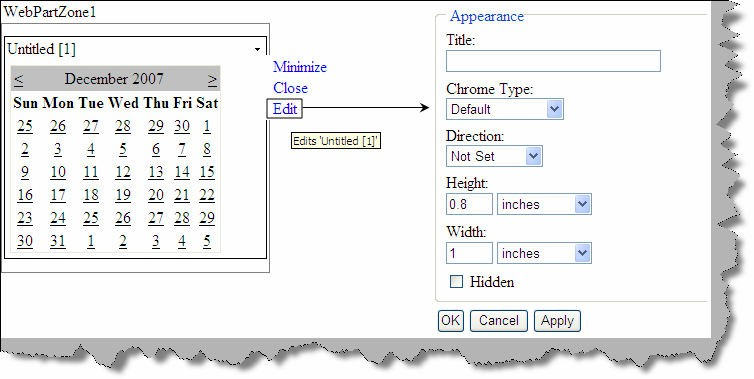 WebPartZone1
Untitled [1]
< December 2007 >
Sun Mon Tue Wed Thu Fri Sat
25 26 27 28 29 30 1
2 3 4 5 6 7 8
9 10 11 12 13 14 15
16 17 18 19 20 21 22
23 24 25 26 27 28 29
30 31 1 2 3 4 5
Minimize
Close
Edit
Edits 'Untitled [1]'
Appearance
Title:
Chrome Type:
Default
Direction:
Not Set
Height:
0.8 inches
Width:
1 inches
Hidden
OK Cancel Apply